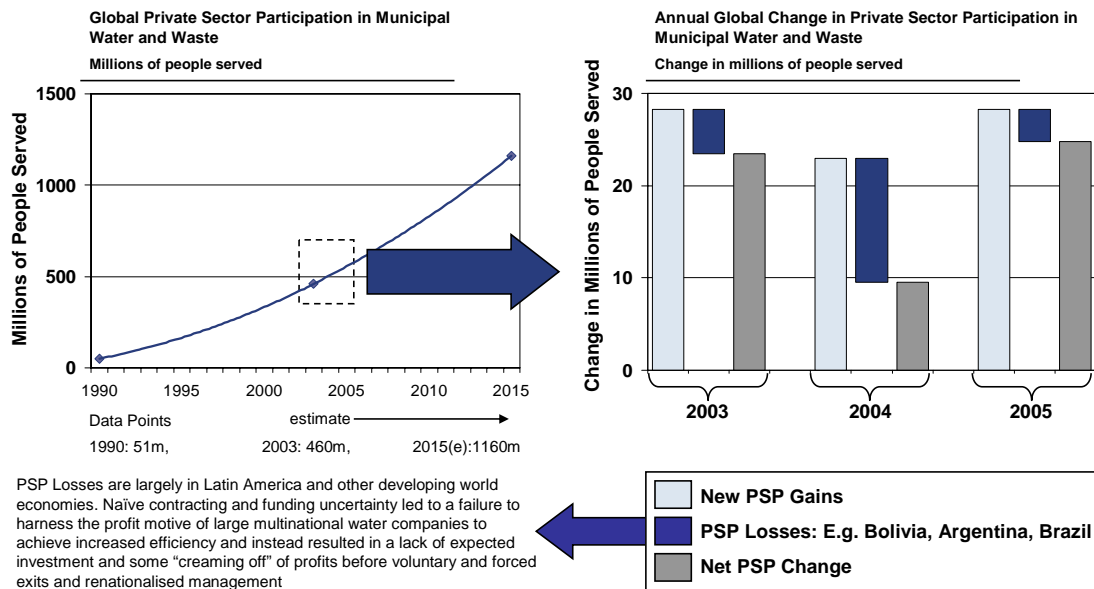 Global Private Sector Participation in Municipal
Water and Waste
Millions of people served
Millions of People Served
1500
1000
500
0
1990
1995
2000
2005
2010
2015
Data Points
estimate
1990: 51m,
2003: 460m,
2015(e):1160m
Annual Global Change in Private Sector Participation in
Municipal Water and Waste
Change in millions of people served
Change in Millions of People Served
30
20
10
0
2003
2004
2005
PSP Losses are largely in Latin America and other developing world
economies. Naïve contracting and funding uncertainty led to a failure to
harness the profit motive of large multinational water companies to
achieve increased efficiency and instead resulted in a lack of expected
investment and some “creaming off” of profits before voluntary and forced
exits and renationalised management
New PSP Gains
PSP Losses: E.g. Bolivia, Argentina, Brazil
Net PSP Change